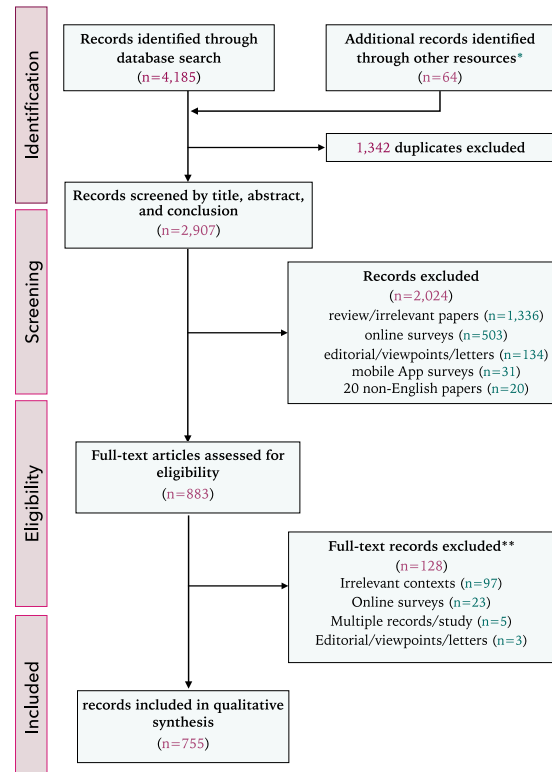 Identification
Records identified through
database search
(n=4,185)
Additional records identified
through other resources*
(n=64)
1,342 duplicates excluded
Records screened by title, abstract,
and conclusion
(n=2,907)
Screening
Records excluded
(n=2,024)
review/irrelevant papers (n=1,336)
online surveys (n=503)
editorial/viewpoints/letters (n=134)
mobile App surveys (n=31)
20 non-English papers (n=20)
Eligibility
Full-text articles assessed for
eligibility
(n=883)
Full-text records excluded**
(n=128)
Irrelevant contexts (n=97)
Online surveys (n=23)
Multiple records/study (n=5)
Editorial/viewpoints/letters (n=3)
Included
records included in qualitative
synthesis
(n=755)